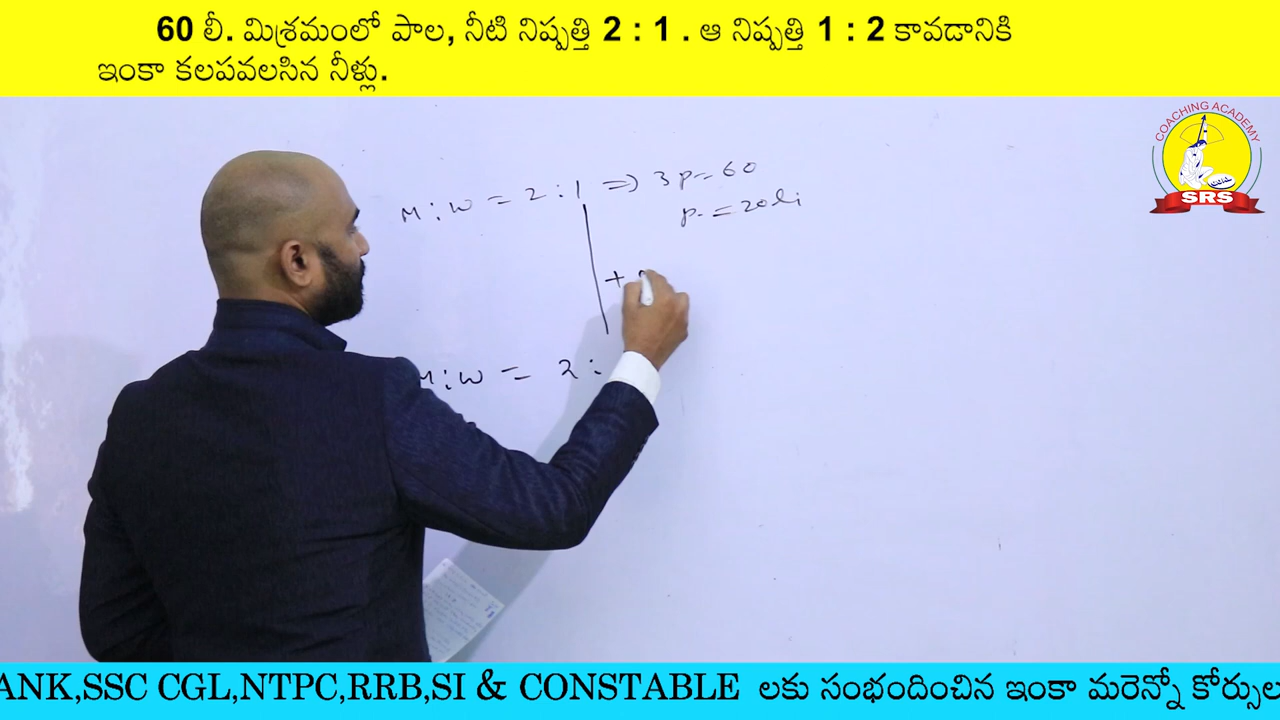 60 లీ. మిశ్రమంలో పాల, నీటి నిష్పత్తి 2 : 1 . ఆ నిష్పత్తి 1 : 2 కావడానికి
ఇంకా కలపవలసిన నీళ్లు.
COACHING ACADEMY
SRS
M : W = 2 : 1 => 3 p = 60
p = 20 li
+
M : W = 2 :
ANK,SSC CGL,NTPC,RRB,SI & CONSTABLE లకు సంభందించిన ఇంకా మరెన్నో కోర్సుల